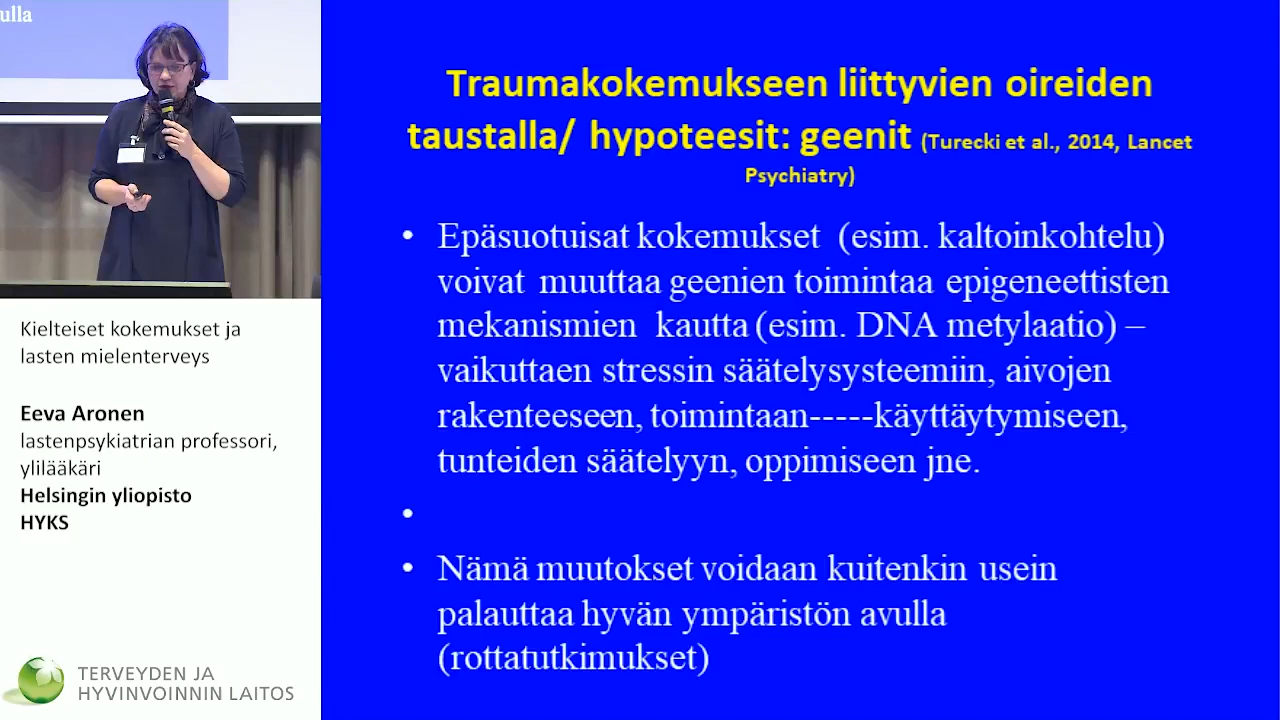 ulla
Traumakokemukseen liittyvien oireiden
taustalla/ hypoteesit: geenit (Turecki et al., 2014, Lancet
Psychiatry)
• Epäsuotuisat kokemukset (esim. kaltoinkohtelu)
voivat muuttaa geenien toimintaa epigeneettisten
mekanismien kautta (esim. DNA metylaatio) –
vaikuttaen stressin säätelysysteemiin, aivojen
rakenteeseen, toimintaan-----käyttäytymiseen,
tunteiden säätelyyn, oppimiseen jne.
•
• Nämä muutokset voidaan kuitenkin usein
palauttaa hyvän ympäristön avulla
(rottatutkimukset)
Kielteiset kokemukset ja
lasten mielenterveys
Eeva Aronen
lastenpsykiatrian professori,
ylilääkäri
Helsingin yliopisto
HYKS
TERVEYDEN JA
HYVINVOINNIN LAITOS